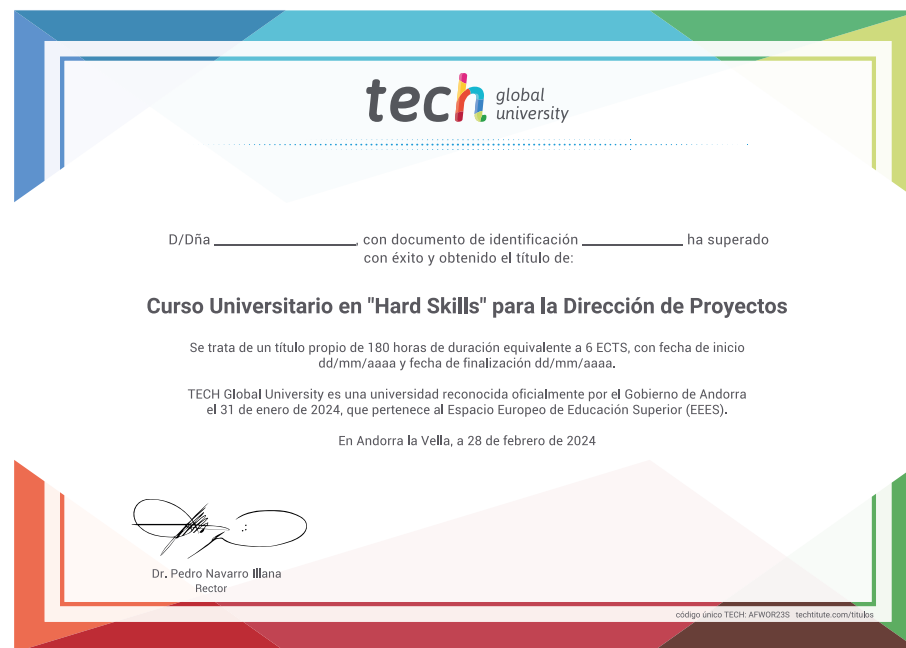 tech global university
D/Dña ______________, con documento de identificación __________ ha superado
con éxito y obtenido el título de:
Curso Universitario en "Hard Skills" para la Dirección de Proyectos
Se trata de un título propio de 180 horas de duración equivalente a 6 ECTS, con fecha de inicio
dd/mm/aaaa y fecha de finalización dd/mm/aaaa.
TECH Global University es una universidad reconocida oficialmente por el Gobierno de Andorra
el 31 de enero de 2024, que pertenece al Espacio Europeo de Educación Superior (EEES).
En Andorra la Vella, a 28 de febrero de 2024
Dr. Pedro Navarro Illana
Rector
código único TECH: AFWOR23S techtitute.com/titulos